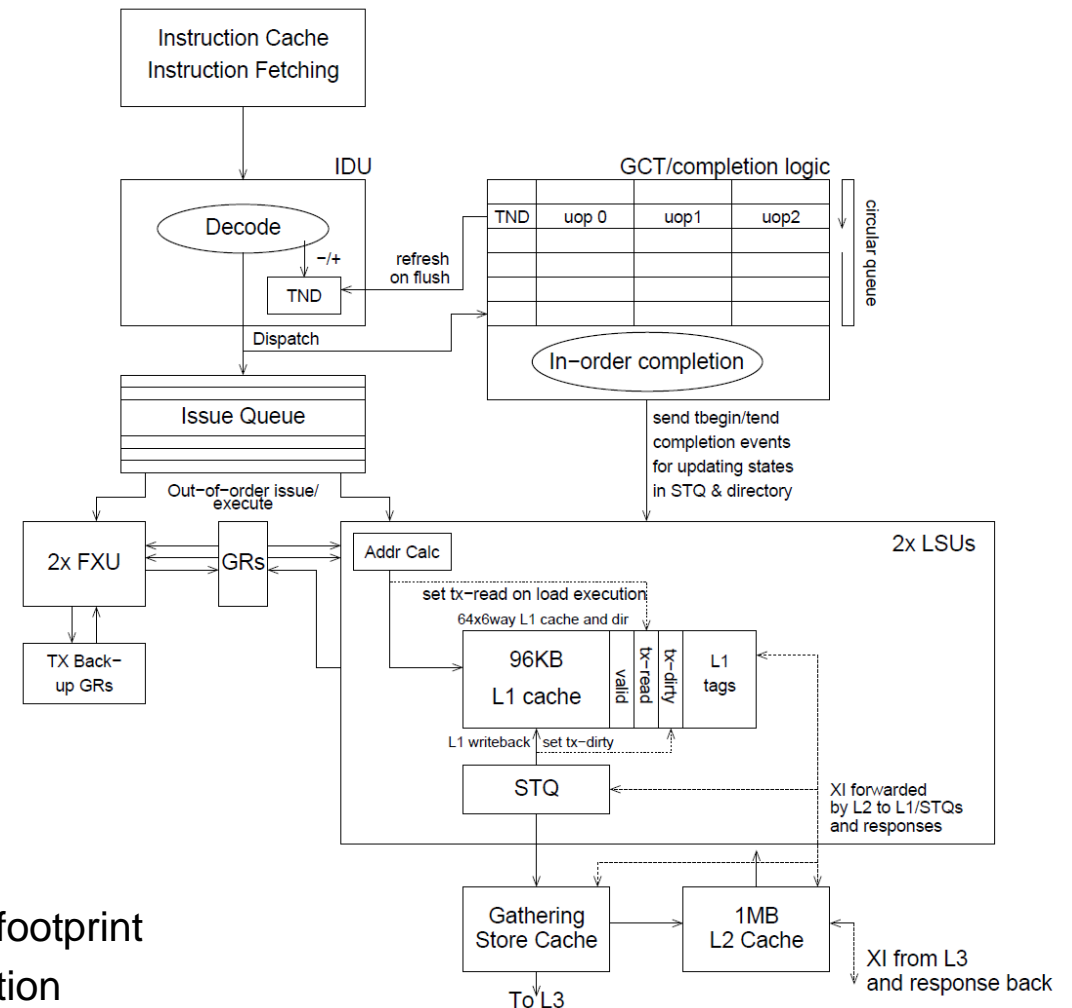 Instruction Cache
Instruction Fetching
IDU
GCT/completion logic
Decode
−/+
TND
refresh
on flush
TND
uop 0
uop1
uop2
circular queue
Dispatch
In−order completion
Issue Queue
send tbegin/tend
completion events
for updating states
in STQ & directory
Out−of−order issue/
execute
2x FXU
GRs
Addr Calc
2x LSUs
set tx−read on load execution
64x6way L1 cache and dir
TX Back−
up GRs
96KB
L1 cache
valid
tx−read
tx−dirty
L1
tags
L1 writeback
set tx−dirty
STQ
XI forwarded
by L2 to L1/STQs
and responses
footprint
tion
Gathering
Store Cache
1MB
L2 Cache
XI from L3
and response back
To L3